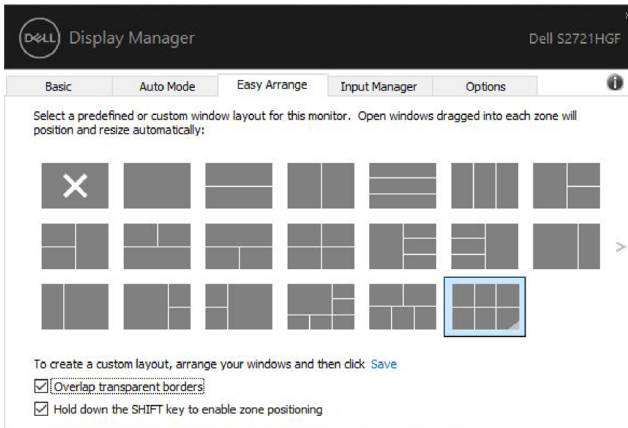 DELL Display Manager
Dell S2721HGF
Basic Auto Mode Easy Arrange Input Manager Options
Select a predefined or custom window layout for this monitor. Open windows dragged into each zone will
position and resize automatically:
To create a custom layout, arrange your windows and then click Save
Overlap transparent borders
Hold down the SHIFT key to enable zone positioning